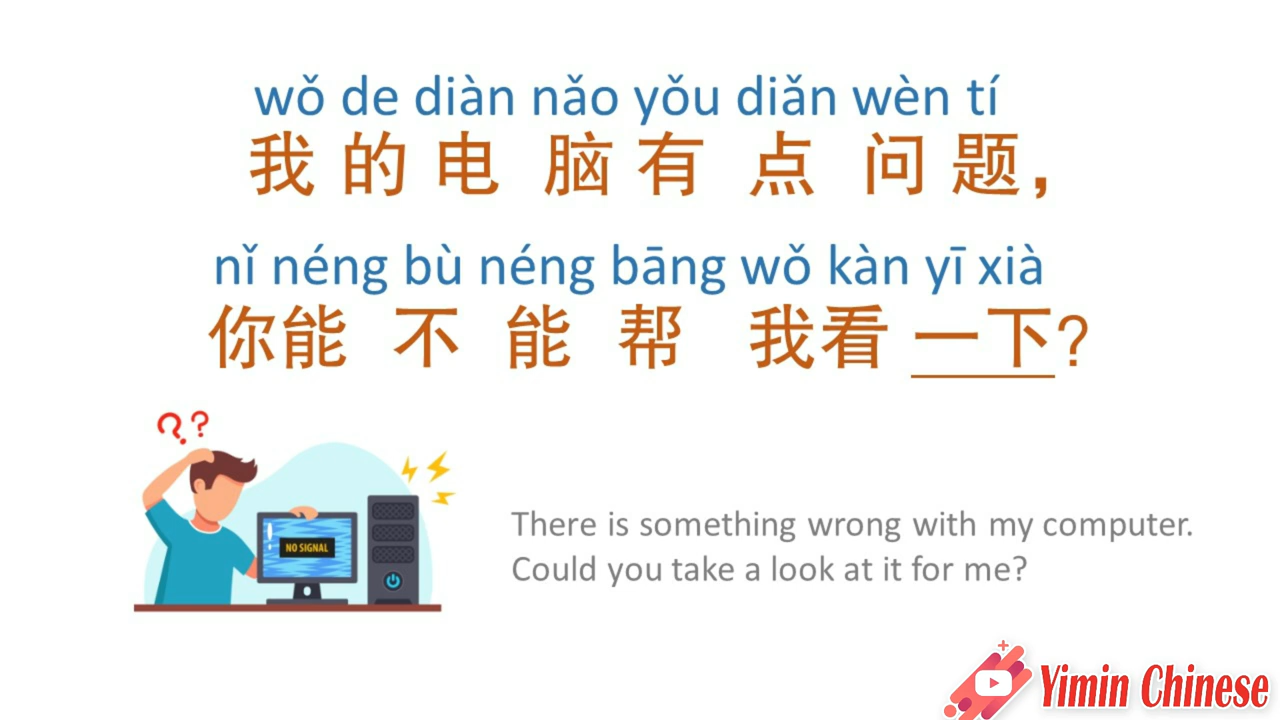 wǒ de diàn nǎo yǒu diǎn wèn tí
我的电脑有点问题,
nǐ néng bù néng bāng wǒ kàn yī xià
你能不能帮我看一下?
? ?
NO SIGNAL
There is something wrong with my computer.
Could you take a look at it for me?
Yimin Chinese